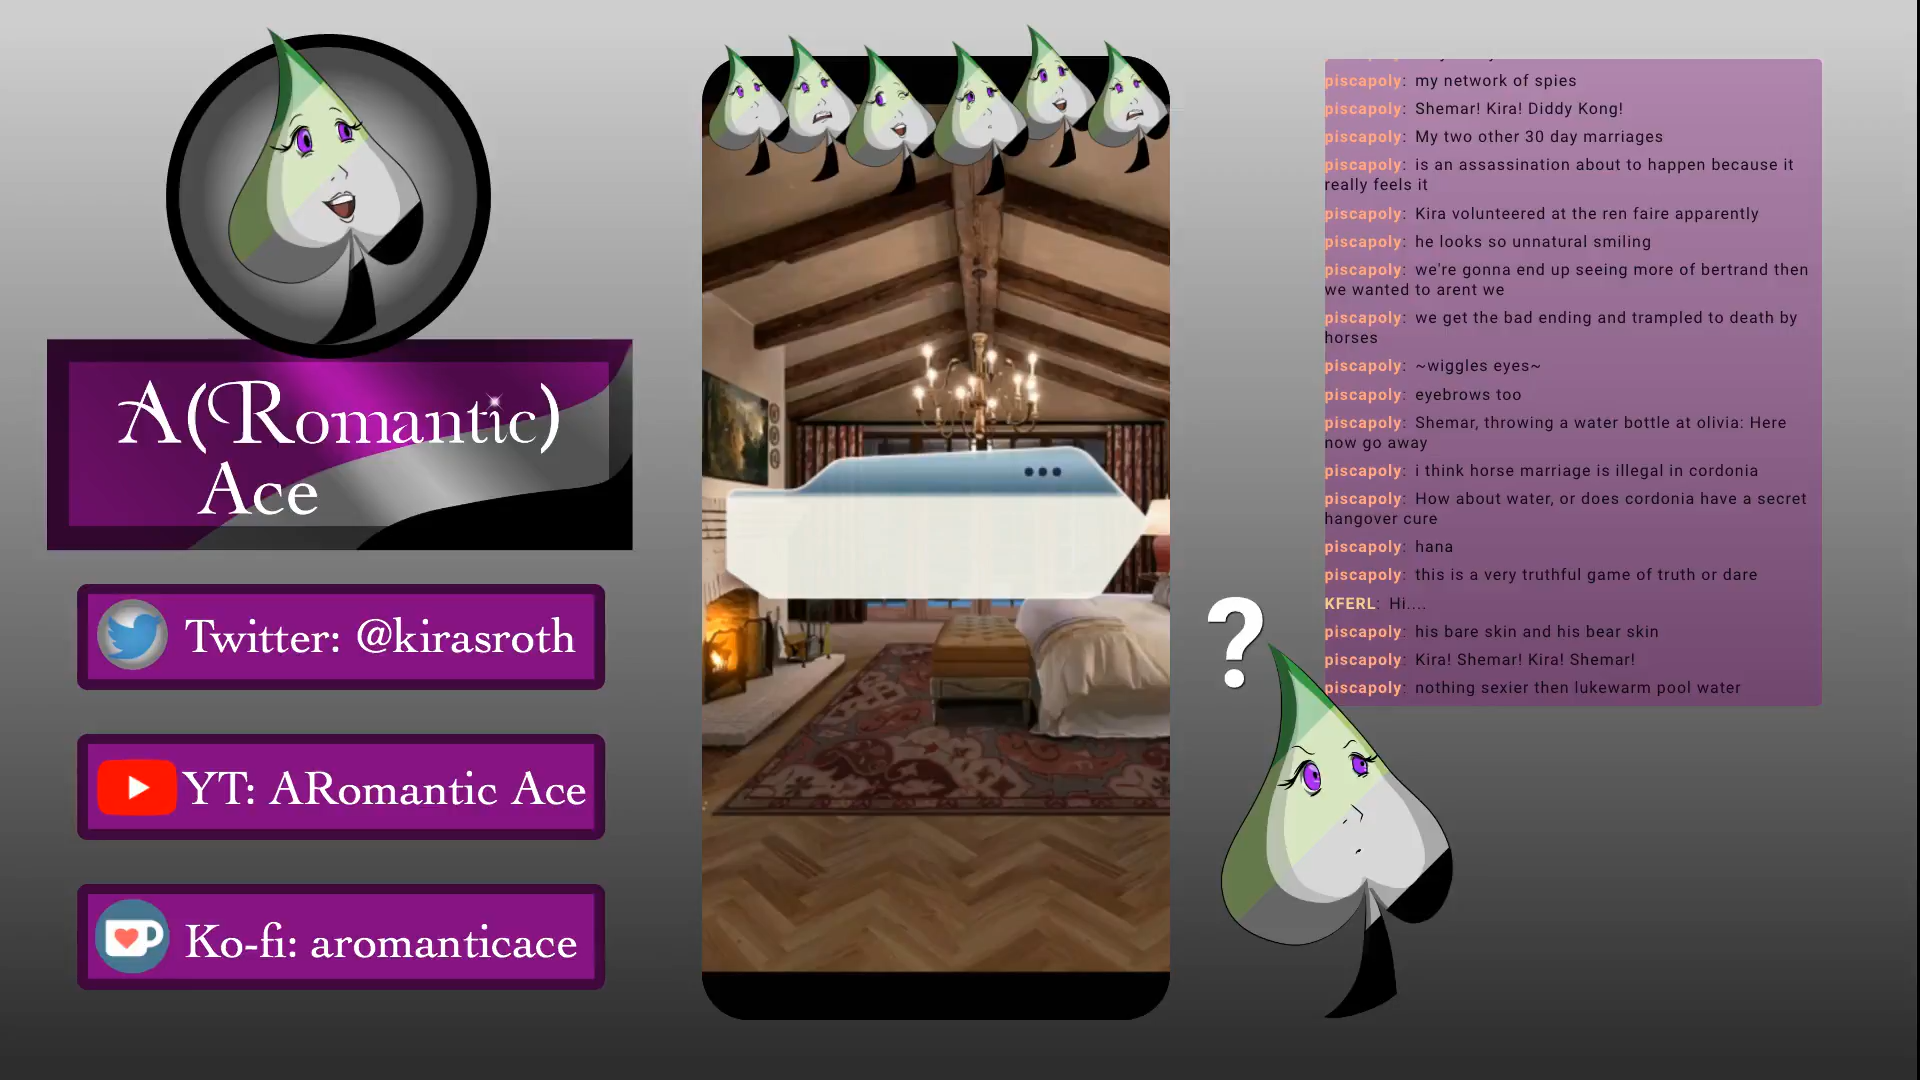 A(Romantic)
Ace
Twitter: @kirasroth
YT: ARomantic Ace
Ko-fi: aromanticace
?
piscapoly: my network of spies
piscapoly: Shemar! Kira! Diddy Kong!
piscapoly: My two other 30 day marriages
piscapoly: is an assassination about to happen because it
really feels it
piscapoly: Kira volunteered at the ren faire apparently
piscapoly: he looks so unnatural smiling
piscapoly: we're gonna end up seeing more of bertrand then
we wanted to arent we
piscapoly: we get the bad ending and trampled to death by
horses
piscapoly: ~wiggles eyes~
piscapoly: eyebrows too
piscapoly: Shemar, throwing a water bottle at olivia: Here
now go away
piscapoly: i think horse marriage is illegal in cordonia
piscapoly: How about water, or does cordonia have a secret
hangover cure
piscapoly: hana
piscapoly: this is a very truthful game of truth or dare
KFERL: Hi....
piscapoly: his bare skin and his bear skin
piscapoly: Kira! Shemar! Kira! Shemar!
piscapoly: nothing sexier then lukewarm pool water